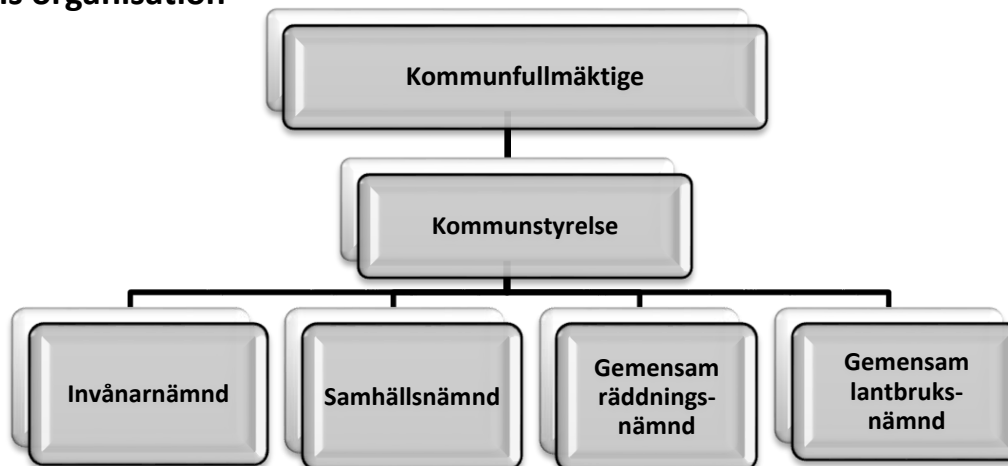 organisation
Kommunfullmäktige
Kommunstyrelse
Invånarnämnd
Samhällsnämnd
Gemensam
räddnings-
nämnd
Gemensam
lantbruks-
nämnd